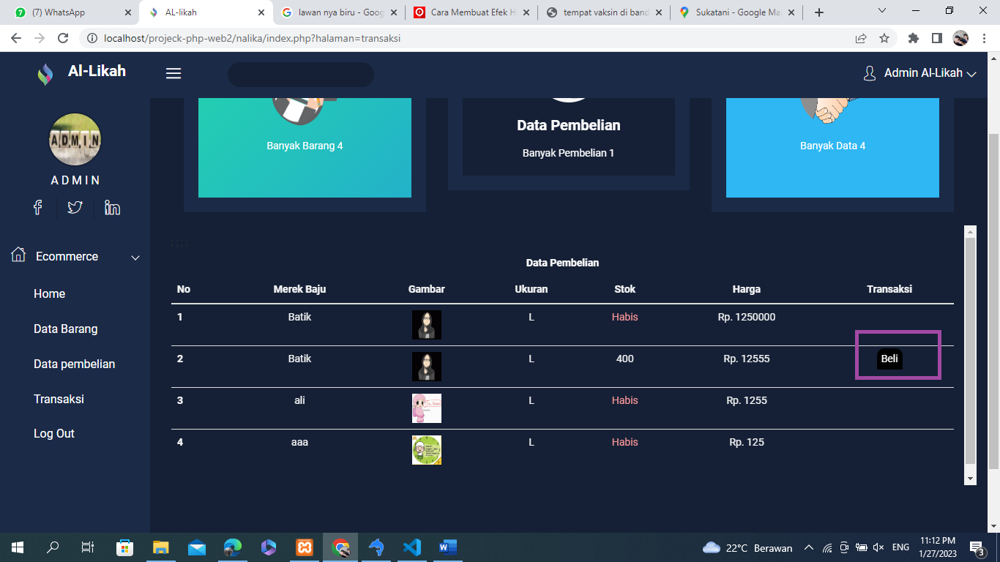 (7) WhatsApp
AL-likah
lawan nya biru - Goog
Cara Membuat Efek H
tempat vaksin di band
Sukatani - Google Ma
localhost/projeck-php-web2/nalika/index.php?halaman=transaksi
Al-Likah
Admin Al-Likah
ADMIN
A D M I N
Ecommerce
Home
Data Barang
Data pembelian
Transaksi
Log Out
Banyak Barang 4
Data Pembelian
Banyak Pembelian 1
Banyak Data 4
Data Pembelian
No Merek Baju Gambar Ukuran Stok Harga Transaksi
1 Batik L Habis Rp. 1250000
2 Batik L 400 Rp. 12555 Beli
3 ali L Habis Rp. 1255
4 aaa L Habis Rp. 125
22°C Berawan
ENG
11:12 PM
1/27/2023
3